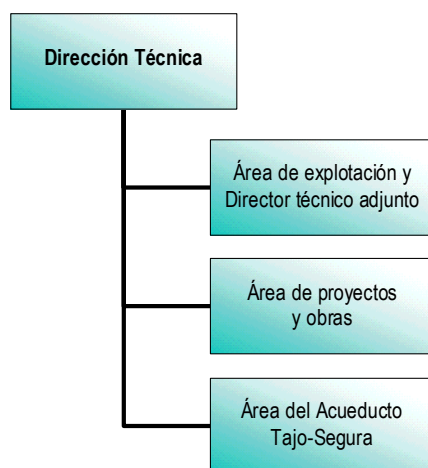 Dirección Técnica
Área de explotación y
Director técnico adjunto
Área de proyectos
y obras
Área del Acueducto
Tajo-Segura